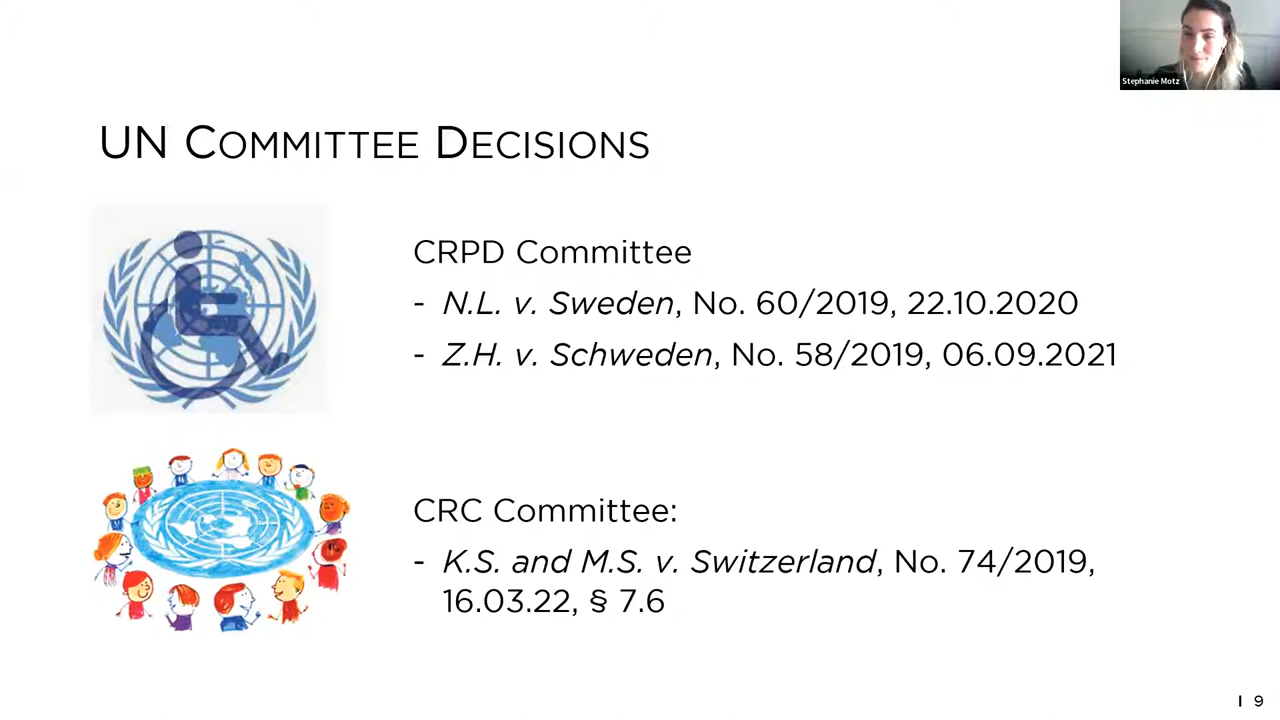 Stephanie Motz
UN COMMITTEE DECISIONS
CRPD Committee
- N.L. v. Sweden, No. 60/2019, 22.10.2020
- Z.H. v. Schweden, No. 58/2019, 06.09.2021
CRC Committee:
- K.S. and M.S. v. Switzerland, No. 74/2019,
16.03.22, § 7.6
I 9